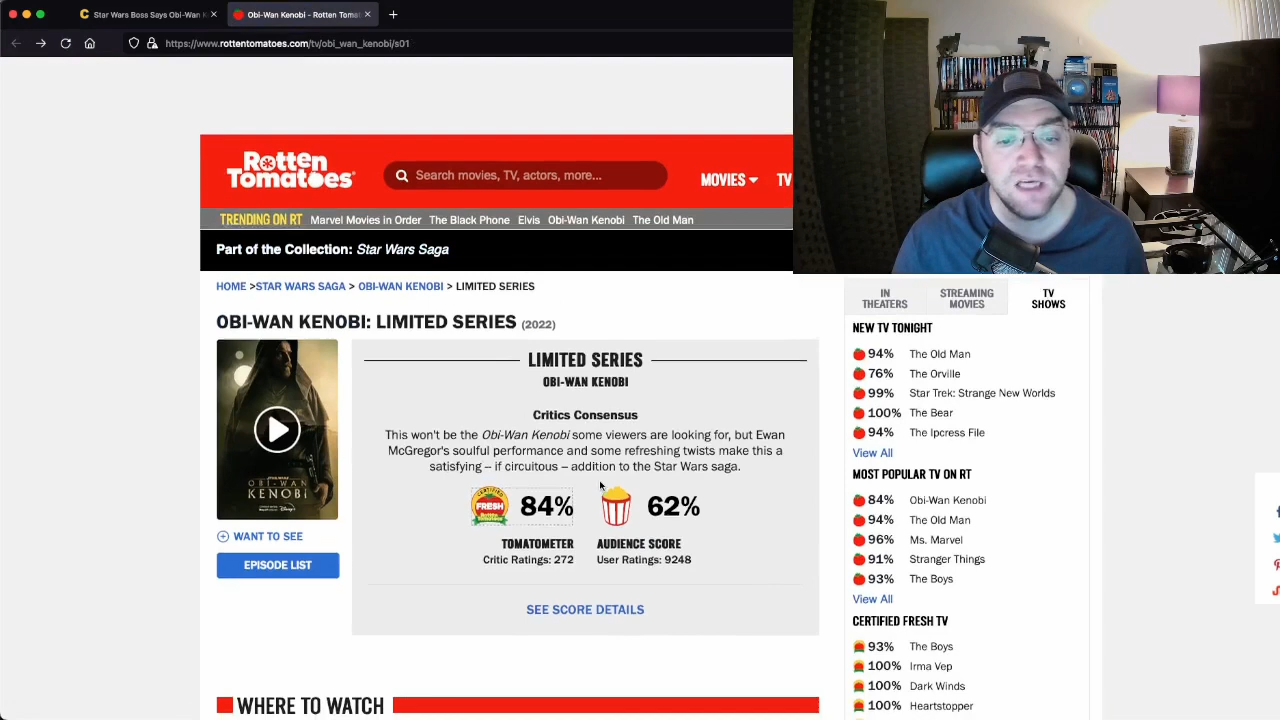 Star Wars Boss Says Obi-Wan K
Obi-Wan Kenobi - Rotten Tomat
https://www.rottentomatoes.com/tv/obi_wan_kenobi/s01
Rotten
Tomatoes
Search movies, TV, actors, more...
MOVIES
TV
TRENDING ON RT Marvel Movies in Order The Black Phone Elvis Obi-Wan Kenobi The Old Man
Part of the Collection: Star Wars Saga
HOME >STAR WARS SAGA > OBI-WAN KENOBI > LIMITED SERIES
OBI-WAN KENOBI: LIMITED SERIES (2022)
STAR WARS
OBI-WAN
KENOBI
WANT TO SEE
EPISODE LIST
LIMITED SERIES
OBI-WAN KENOBI
Critics Consensus
This won't be the Obi-Wan Kenobi some viewers are looking for, but Ewan
McGregor's soulful performance and some refreshing twists make this a
satisfying – if circuitous – addition to the Star Wars saga.
CERTIFIED
FRESH
84%
62%
TOMATOMETER
Critic Ratings: 272
AUDIENCE SCORE
User Ratings: 9248
SEE SCORE DETAILS
WHERE TO WATCH
IN
THEATERS
STREAMING
MOVIES
TV
SHOWS
NEW TV TONIGHT
94% The Old Man
76% The Orville
99% Star Trek: Strange New Worlds
100% The Bear
94% The Ipcress File
View All
MOST POPULAR TV ON RT
84% Obi-Wan Kenobi
94% The Old Man
96% Ms. Marvel
91% Stranger Things
93% The Boys
View All
CERTIFIED FRESH TV
93% The Boys
100% Irma Vep
100% Dark Winds
100% Heartstopper